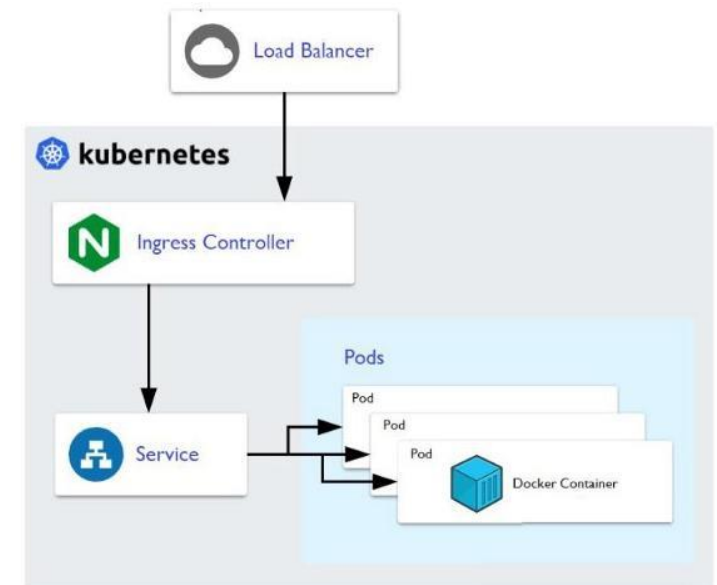 Load Balancer
kubernetes
Ingress Controller
Pods
Pod
Pod
Pod
Service
Docker Container